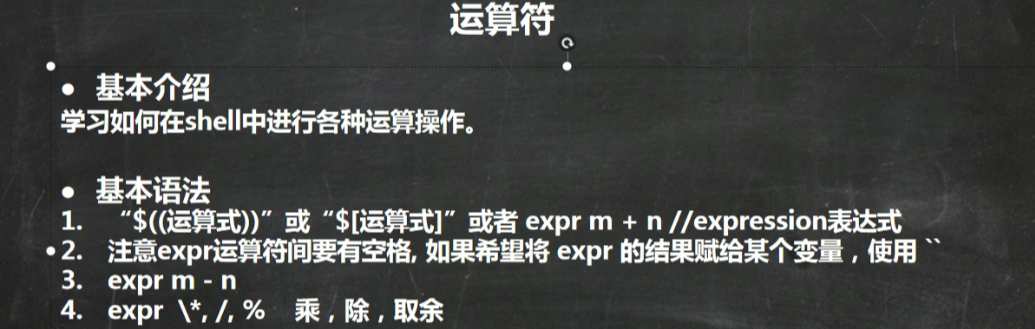 运算符
● 基本介绍
学习如何在shell中进行各种运算操作。
● 基本语法
1. “$((运算式))”或“$[运算式]”或者 expr m + n //expression表达式
2. 注意expr运算符间要有空格, 如果希望将 expr 的结果赋给某个变量，使用 ``
3. expr m - n
4. expr \*, /, % 乘，除，取余